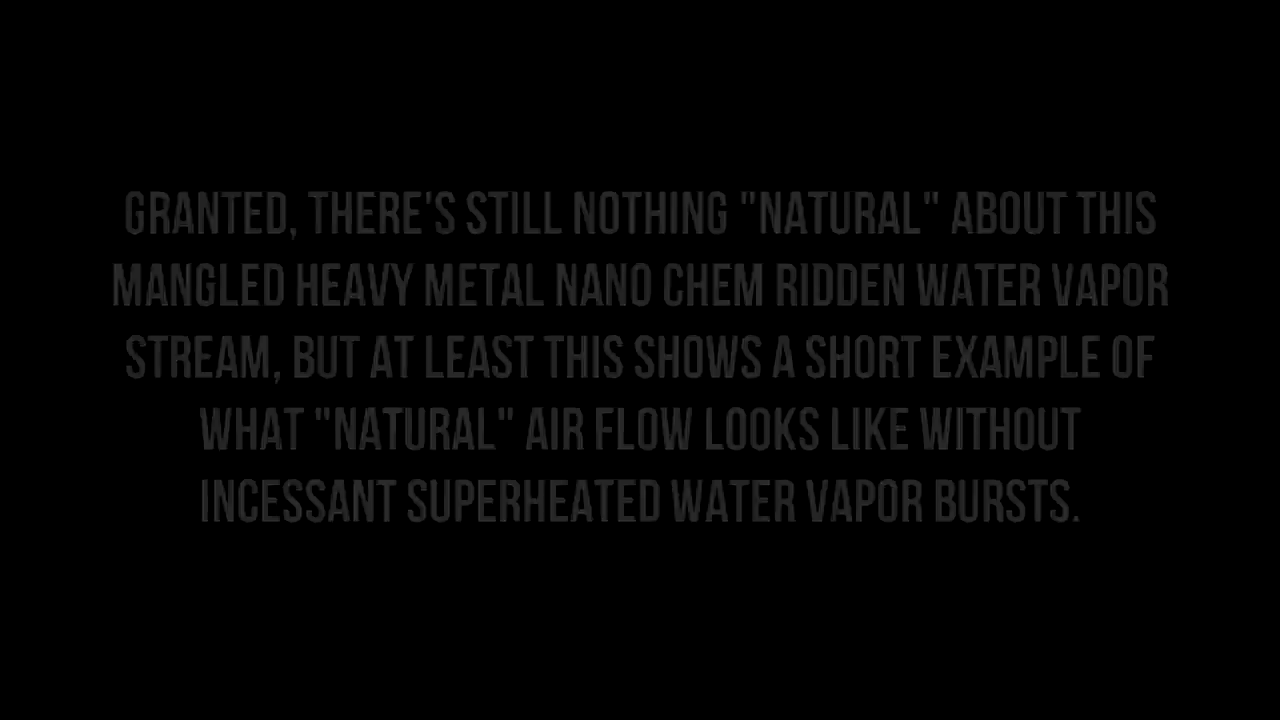 GRANTED, THERE'S STILL NOTHING "NATURAL" ABOUT THIS
MANGLED HEAVY METAL NANO CHEM RIDDEN WATER VAPOR
STREAM, BUT AT LEAST THIS SHOWS A SHORT EXAMPLE OF
WHAT "NATURAL" AIR FLOW LOOKS LIKE WITHOUT
INCESSANT SUPERHEATED WATER VAPOR BURSTS.